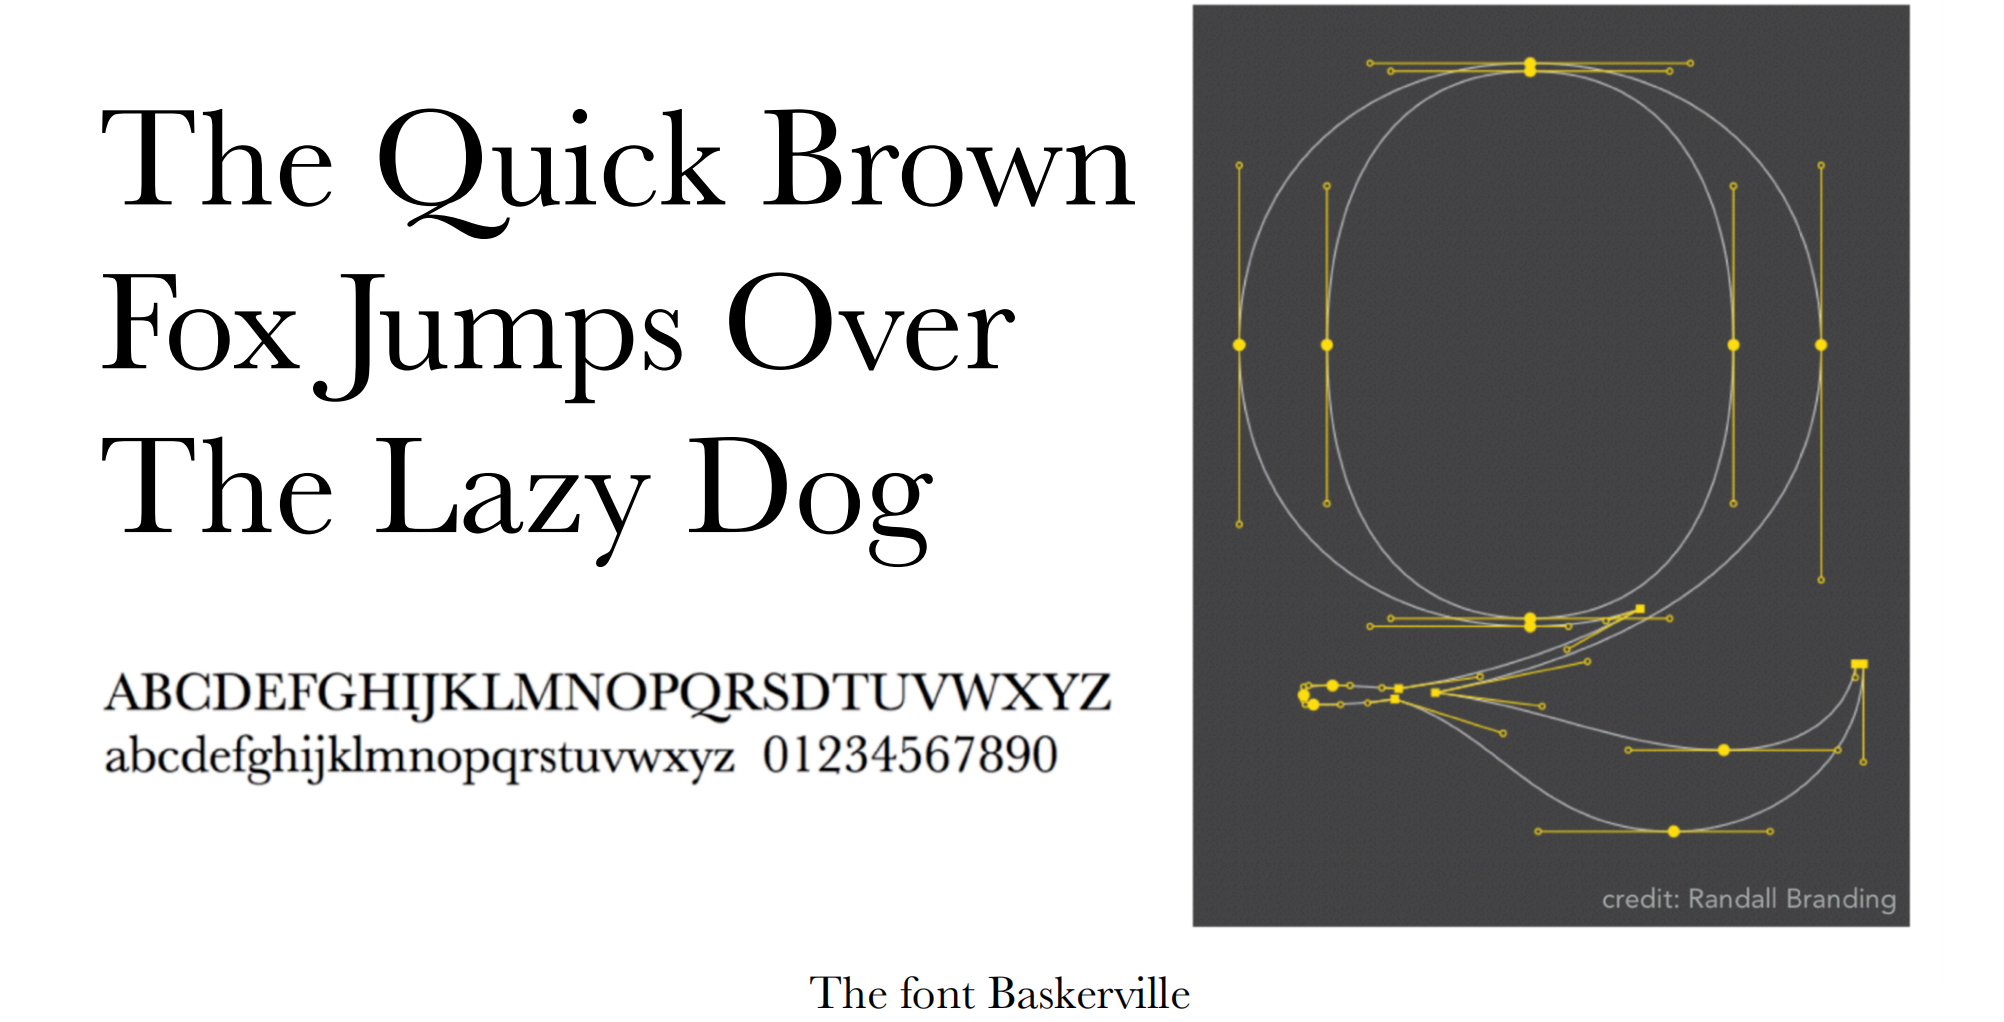 The Quick Brown
Fox Jumps Over
The Lazy Dog
ABCDEFGHIJKLMNOPQRSDTUVWXYZ
abcdefghijklmnopqrstuvwxyz 01234567890
credit: Randall Branding
The font Baskerville